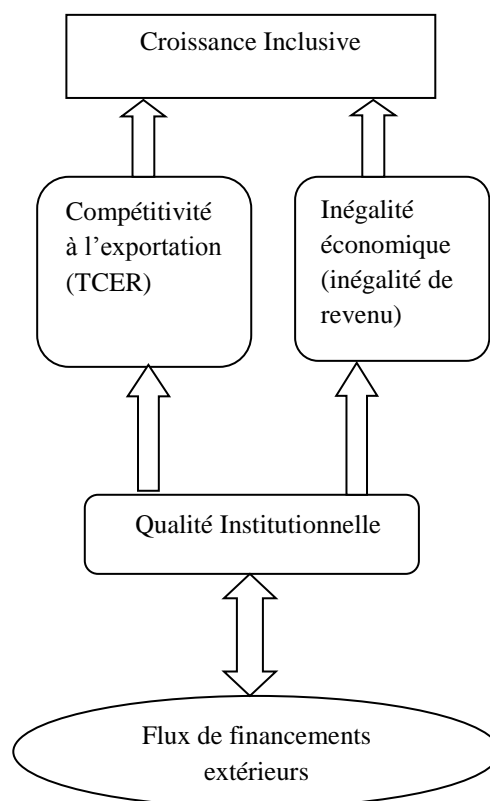 Croissance Inclusive
Compétitivité
à l’exportation
(TCER)
Inégalité
économique
(inégalité de
revenu)
Qualité Institutionnelle
Flux de financements
extérieurs